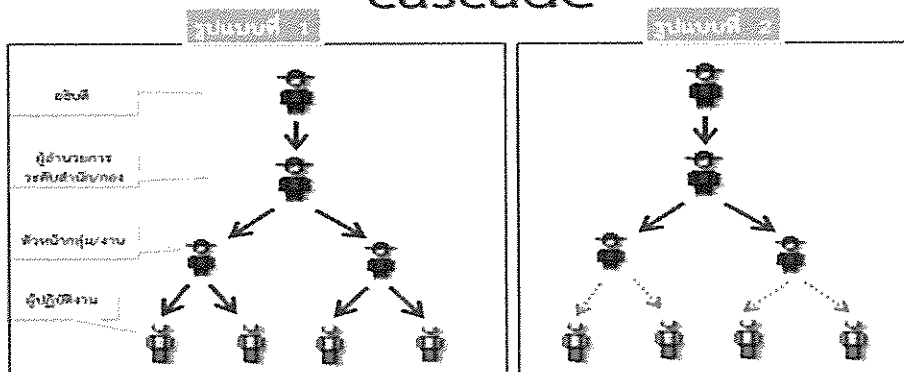 cascade
รูปแบบที่ 1
รูปแบบที่ 2
อธิบดี
ผู้อำนวยการ
ระดับสำนัก/กอง
หัวหน้ากลุ่ม/งาน
ผู้ปฏิบัติงาน